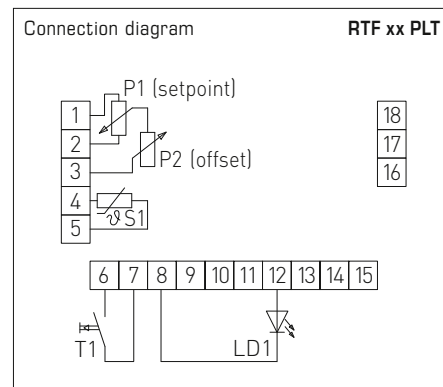 Connection diagram RTF xx PLT
P1 (setpoint)
1 18
2 17
P2 (offset)
3 16
4
ϑ S1
5
6 7 8 9 10 11 12 13 14 15
T1 LD1